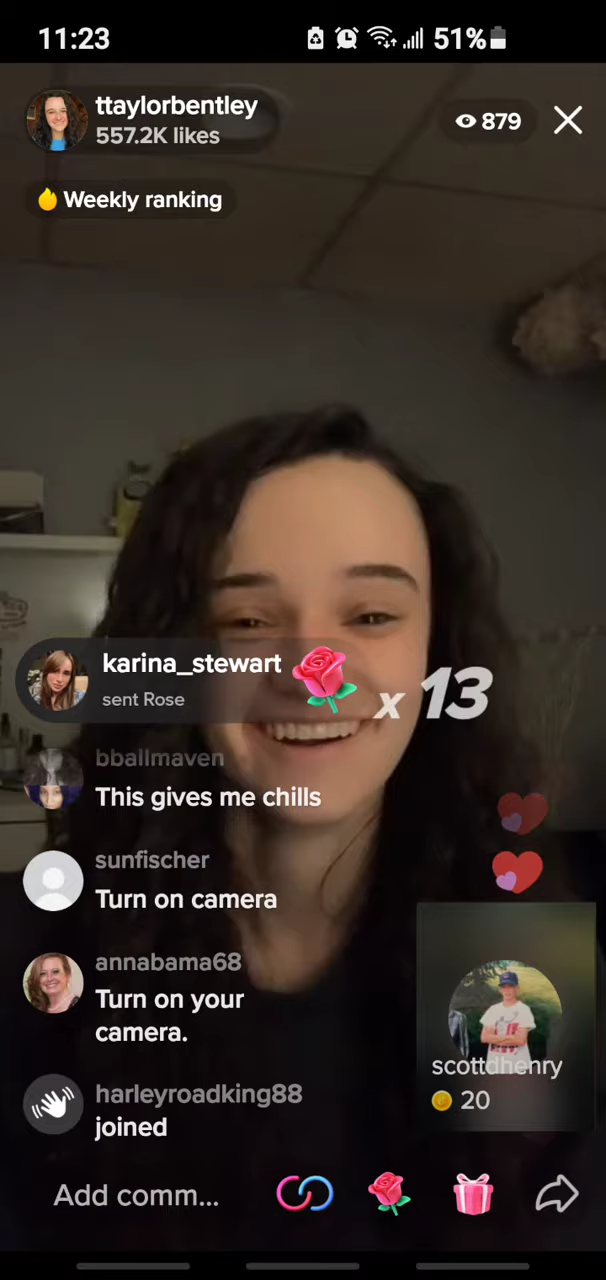 11:23
51%
ttaylorbentley
557.2K likes
879
Weekly ranking
karina_stewart
sent Rose
x 13
bballmaven
This gives me chills
sunfischer
Turn on camera
annabama68
Turn on your
camera.
harleyroadking88
joined
scottdhenry
20
Add comm...